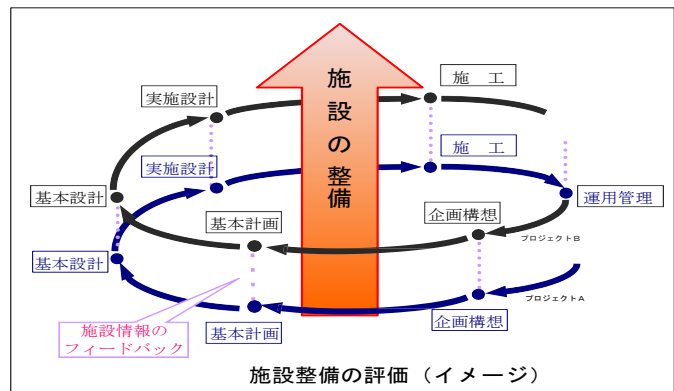 施設の整備
施　工
実施設計
施　工
実施設計
基本設計
運用管理
基本計画
企画構想
プロジェクトB
基本設計
プロジェクトA
企画構想
基本計画
施設情報の
フィードバック
施設整備の評価（イメージ）